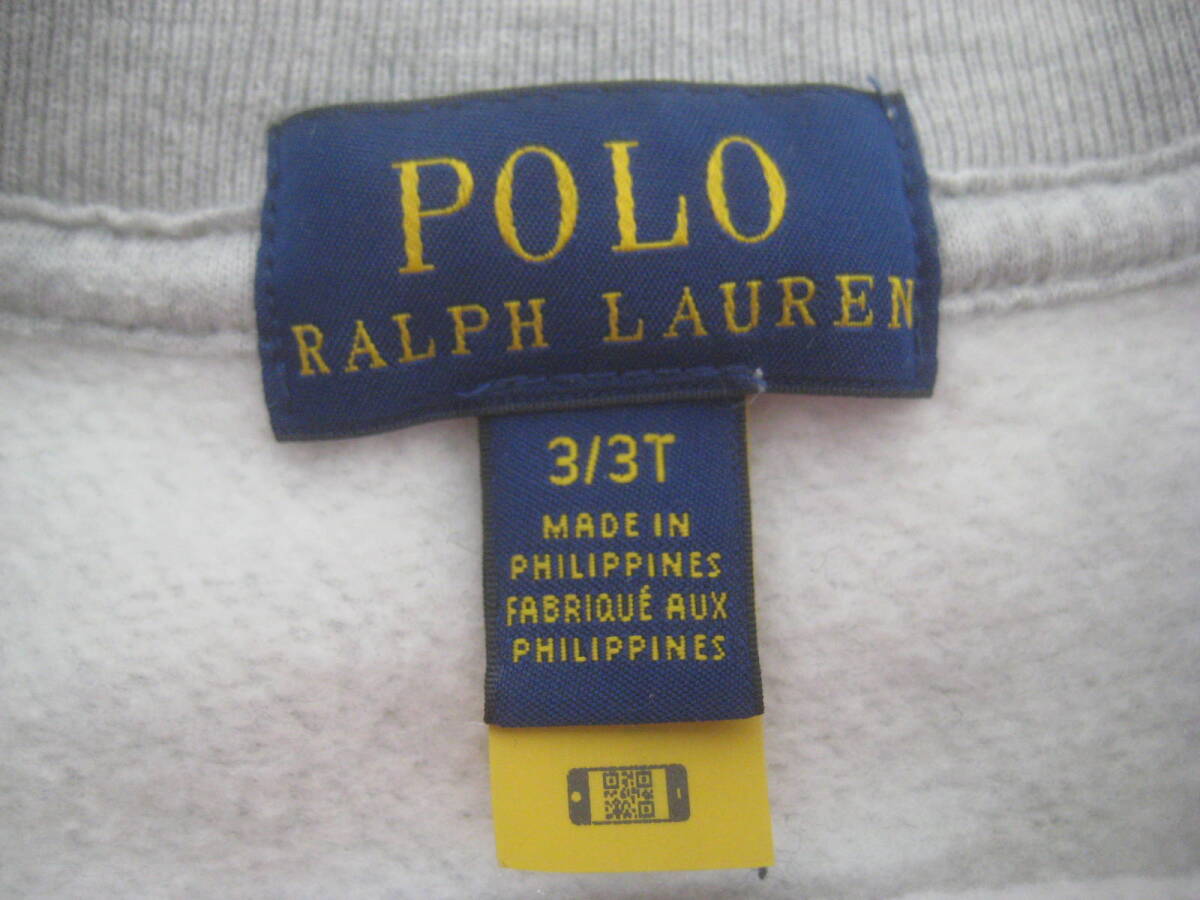 POLO
RALPH LAUREN
3/3T
MADE IN
PHILIPPINES
FABRIQUÉ AUX
PHILIPPINES